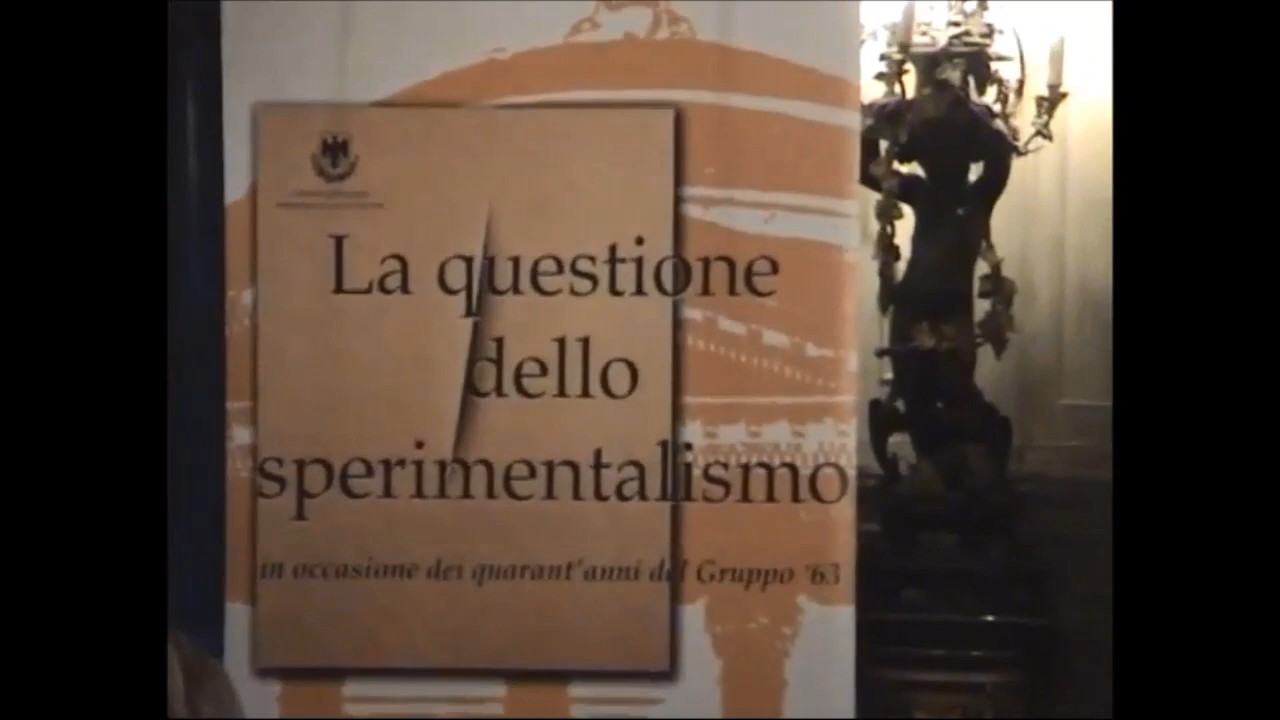 La questione
dello
sperimentalismo
in occasione dei quarant'anni del Gruppo '63